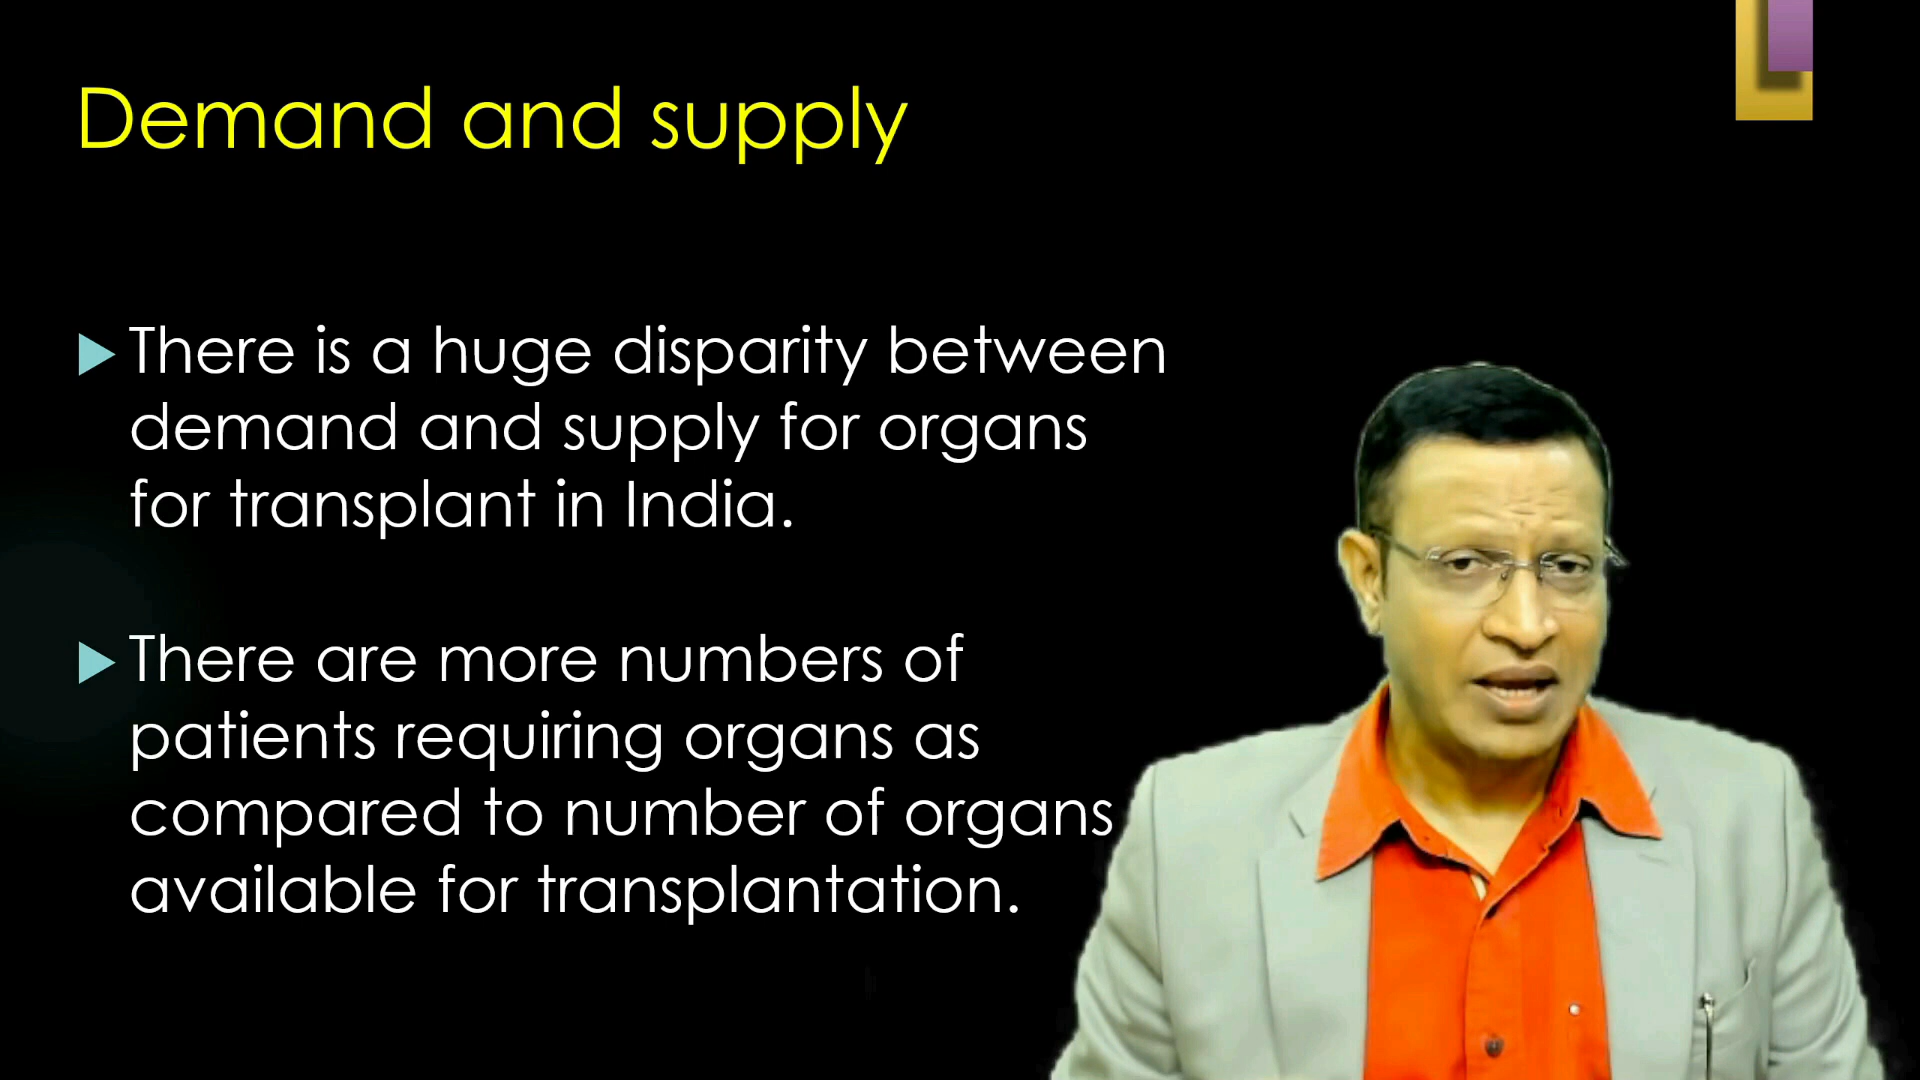 Demand and supply
There is a huge disparity between
demand and supply for organs
for transplant in India.
There are more numbers of
patients requiring organs as
compared to number of organs
available for transplantation.